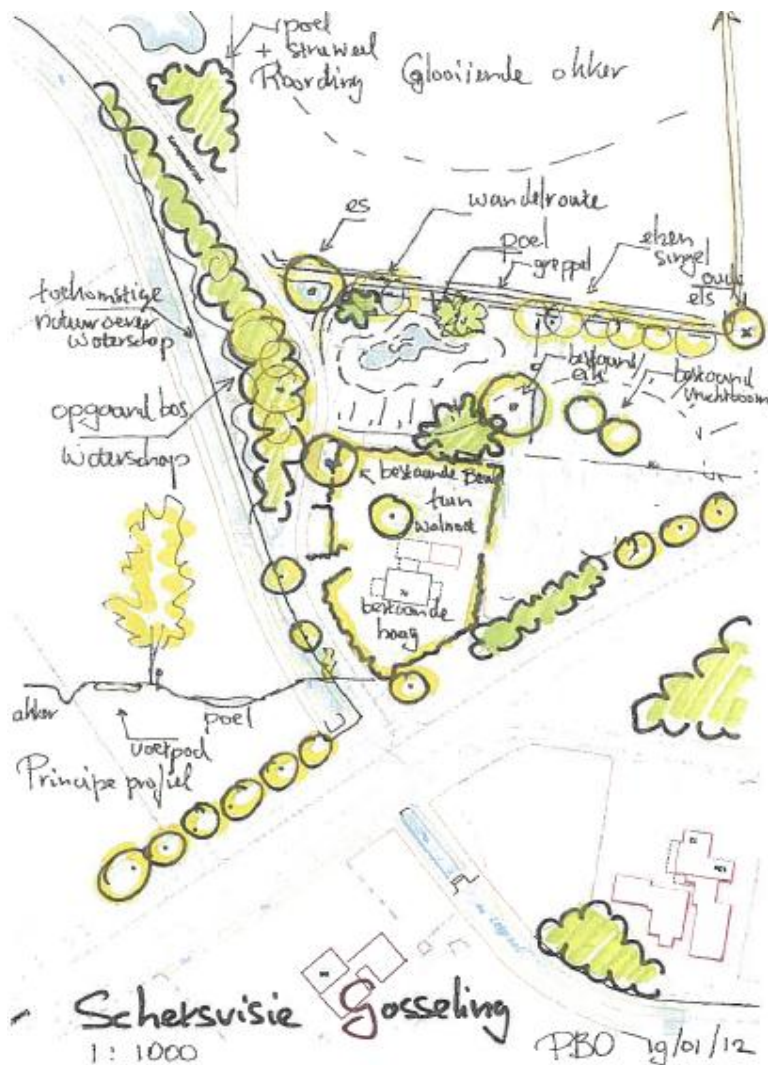 poel
+ struweel
Roording
Glooiiende akker
es
wandelroute
poel
greppel
eiken
singel
oude
els
toekomstige
natuuroever
Waterschap
bestaand
eik
bestaand
vruchtboom
opgaand bos
Waterschap
bestaande
tuin
walnoot
bestaande
haag
akker
poel
voetpad
Principe profiel
Schetsvisie Gosseling
1 : 1000
PBO 19/01/12